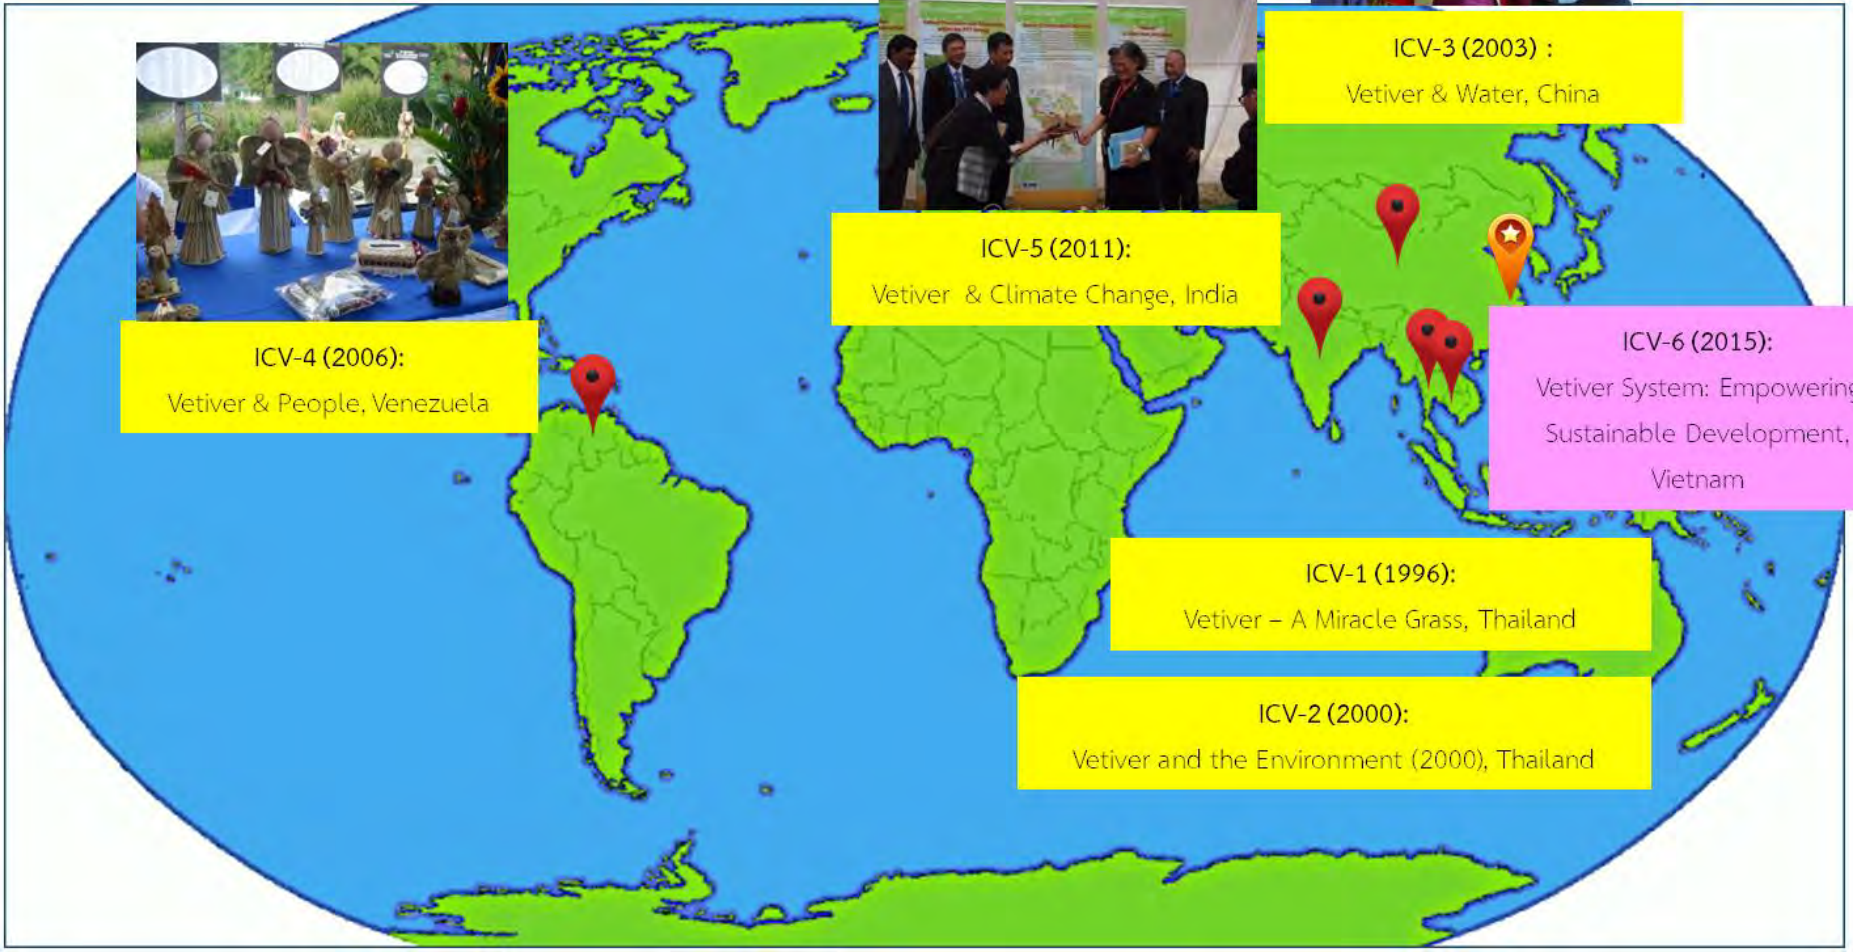 ICV-3 (2003) :
Vetiver & Water, China
ICV-5 (2011):
Vetiver & Climate Change, India
ICV-4 (2006):
Vetiver & People, Venezuela
ICV-6 (2015):
Vetiver System: Empowering
Sustainable Development,
Vietnam
ICV-1 (1996):
Vetiver – A Miracle Grass, Thailand
ICV-2 (2000):
Vetiver and the Environment (2000), Thailand